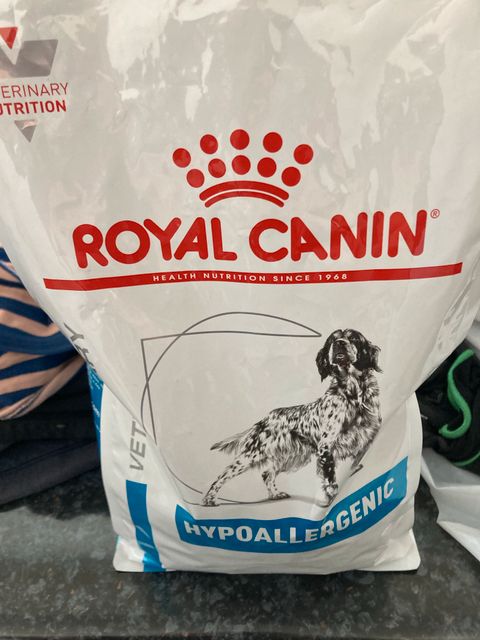 ERINARY
UTRITION
ROYAL CANIN®
HEALTH NUTRITION SINCE 1968
VET
HYPOALLERGENIC